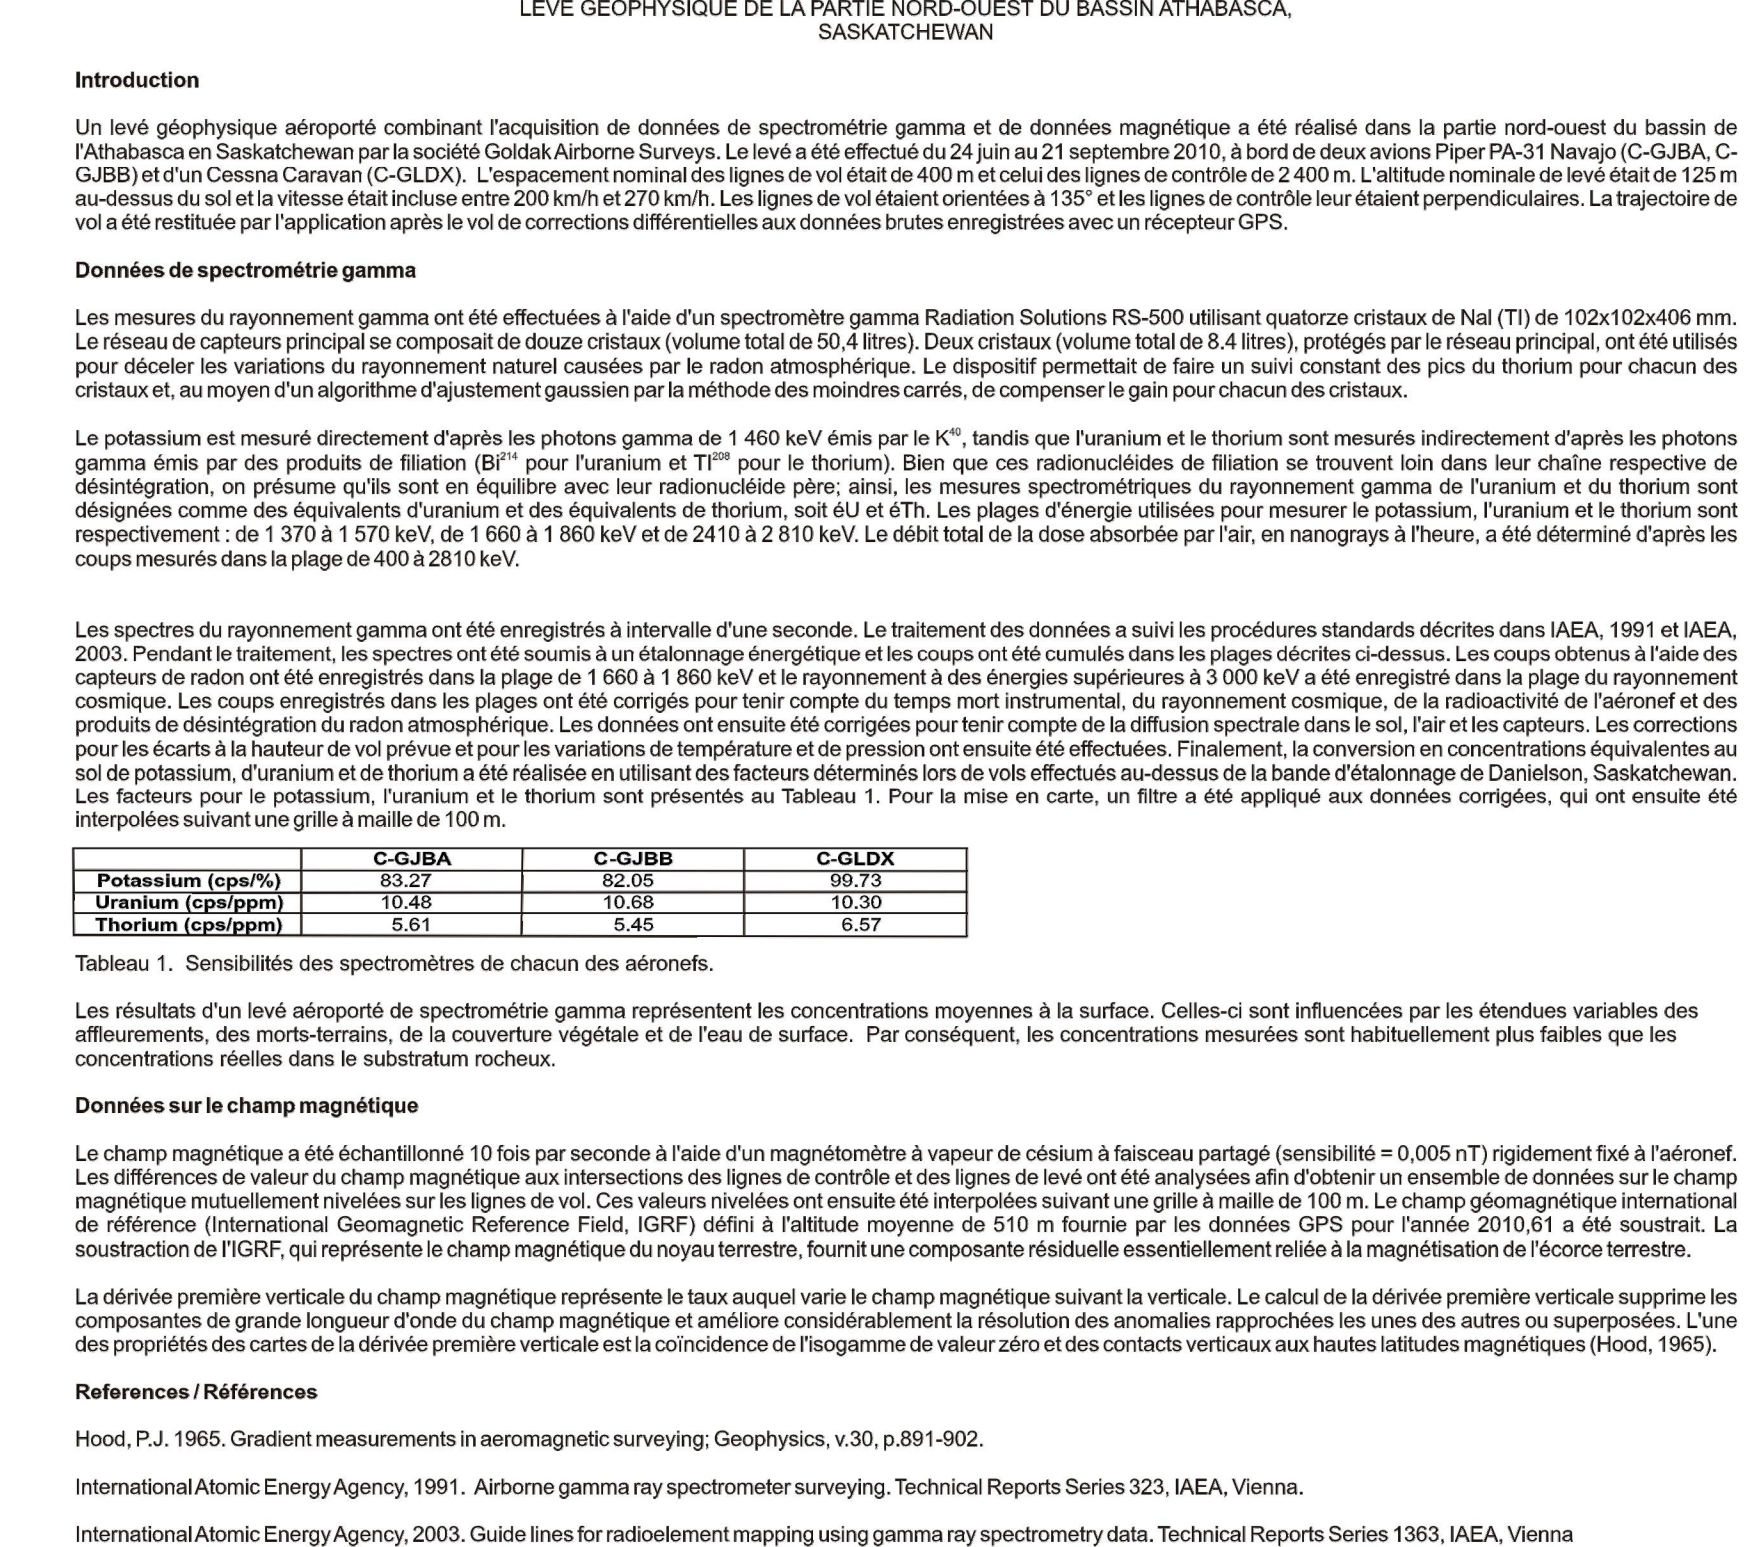 LEVÉ GÉOPHYSIQUE DE LA PARTIE NORD-OUEST DU BASSIN ATHABASCA,
SASKATCHEWAN
Introduction
Un levé géophysique aéroporté combinant l'acquisition de données de spectrométrie gamma et de données magnétique a été réalisé dans la partie nord-ouest du bassin de
l'Athabasca en Saskatchewan par la société Goldak Airborne Surveys. Le levé a été effectué du 24 juin au 21 septembre 2010, à bord de deux avions Piper PA-31 Navajo (C-GJBA, C-
GJBB) et d'un Cessna Caravan (C-GLDX). L'espacement nominal des lignes de vol était de 400 m et celui des lignes de contrôle de 2 400 m. L'altitude nominale de levé était de 125 m
au-dessus du sol et la vitesse était incluse entre 200 km/h et 270 km/h. Les lignes de vol étaient orientées à 135° et les lignes de contrôle leur étaient perpendiculaires. La trajectoire de
vol a été restituée par l'application après le vol de corrections différentielles aux données brutes enregistrées avec un récepteur GPS.
Données de spectrométrie gamma
Les mesures du rayonnement gamma ont été effectuées à l'aide d'un spectromètre gamma Radiation Solutions RS-500 utilisant quatorze cristaux de NaI (Tl) de 102x102x406 mm.
Le réseau de capteurs principal se composait de douze cristaux (volume total de 50,4 litres). Deux cristaux (volume total de 8.4 litres), protégés par le réseau principal, ont été utilisés
pour déceler les variations du rayonnement naturel causées par le radon atmosphérique. Le dispositif permettait de faire un suivi constant des pics du thorium pour chacun des
cristaux et, au moyen d'un algorithme d'ajustement gaussien par la méthode des moindres carrés, de compenser le gain pour chacun des cristaux.
Le potassium est mesuré directement d'après les photons gamma de 1 460 keV émis par le K⁴⁰, tandis que l'uranium et le thorium sont mesurés indirectement d'après les photons
gamma émis par des produits de filiation (Bi²¹⁴ pour l'uranium et Tl²⁰⁸ pour le thorium). Bien que ces radionucléides de filiation se trouvent loin dans leur chaîne respective de
désintégration, on présume qu'ils sont en équilibre avec leur radionucléide père; ainsi, les mesures spectrométriques du rayonnement gamma de l'uranium et du thorium sont
désignées comme des équivalents d'uranium et des équivalents de thorium, soit éU et éTh. Les plages d'énergie utilisées pour mesurer le potassium, l'uranium et le thorium sont
respectivement : de 1 370 à 1 570 keV, de 1 660 à 1 860 keV et de 2410 à 2 810 keV. Le débit total de la dose absorbée par l'air, en nanograys à l'heure, a été déterminé d'après les
coups mesurés dans la plage de 400 à 2810 keV.
Les spectres du rayonnement gamma ont été enregistrés à intervalle d'une seconde. Le traitement des données a suivi les procédures standards décrites dans IAEA, 1991 et IAEA,
2003. Pendant le traitement, les spectres ont été soumis à un étalonnage énergétique et les coups ont été cumulés dans les plages décrites ci-dessus. Les coups obtenus à l'aide des
capteurs de radon ont été enregistrés dans la plage de 1 660 à 1 860 keV et le rayonnement à des énergies supérieures à 3 000 keV a été enregistré dans la plage du rayonnement
cosmique. Les coups enregistrés dans les plages ont été corrigés pour tenir compte du temps mort instrumental, du rayonnement cosmique, de la radioactivité de l'aéronef et des
produits de désintégration du radon atmosphérique. Les données ont ensuite été corrigées pour tenir compte de la diffusion spectrale dans le sol, l'air et les capteurs. Les corrections
pour les écarts à la hauteur de vol prévue et pour les variations de température et de pression ont ensuite été effectuées. Finalement, la conversion en concentrations équivalentes au
sol de potassium, d'uranium et de thorium a été réalisée en utilisant des facteurs déterminés lors de vols effectués au-dessus de la bande d'étalonnage de Danielson, Saskatchewan.
Les facteurs pour le potassium, l'uranium et le thorium sont présentés au Tableau 1. Pour la mise en carte, un filtre a été appliqué aux données corrigées, qui ont ensuite été
interpolées suivant une grille à maille de 100 m.
C-GJBA C-GJBB C-GLDX
Potassium (cps/%) 83.27 82.05 99.73
Uranium (cps/ppm) 10.48 10.68 10.30
Thorium (cps/ppm) 5.61 5.45 6.57
Tableau 1. Sensibilités des spectromètres de chacun des aéronefs.
Les résultats d'un levé aéroporté de spectrométrie gamma représentent les concentrations moyennes à la surface. Celles-ci sont influencées par les étendues variables des
affleurements, des morts-terrains, de la couverture végétale et de l'eau de surface. Par conséquent, les concentrations mesurées sont habituellement plus faibles que les
concentrations réelles dans le substratum rocheux.
Données sur le champ magnétique
Le champ magnétique a été échantillonné 10 fois par seconde à l'aide d'un magnétomètre à vapeur de césium à faisceau partagé (sensibilité = 0,005 nT) rigidement fixé à l'aéronef.
Les différences de valeur du champ magnétique aux intersections des lignes de contrôle et des lignes de levé ont été analysées afin d'obtenir un ensemble de données sur le champ
magnétique mutuellement nivelées sur les lignes de vol. Ces valeurs nivelées ont ensuite été interpolées suivant une grille à maille de 100 m. Le champ géomagnétique international
de référence (International Geomagnetic Reference Field, IGRF) défini à l'altitude moyenne de 510 m fournie par les données GPS pour l'année 2010,61 a été soustrait. La
soustraction de l'IGRF, qui représente le champ magnétique du noyau terrestre, fournit une composante résiduelle essentiellement reliée à la magnétisation de l'écorce terrestre.
La dérivée première verticale du champ magnétique représente le taux auquel varie le champ magnétique suivant la verticale. Le calcul de la dérivée première verticale supprime les
composantes de grande longueur d'onde du champ magnétique et améliore considérablement la résolution des anomalies rapprochées les unes des autres ou superposées. L'une
des propriétés des cartes de la dérivée première verticale est la coïncidence de l'isogamme de valeur zéro et des contacts verticaux aux hautes latitudes magnétiques (Hood, 1965).
References / Références
Hood, P.J. 1965. Gradient measurements in aeromagnetic surveying; Geophysics, v.30, p.891-902.
International Atomic Energy Agency, 1991. Airborne gamma ray spectrometer surveying. Technical Reports Series 323, IAEA, Vienna.
International Atomic Energy Agency, 2003. Guide lines for radioelement mapping using gamma ray spectrometry data. Technical Reports Series 1363, IAEA, Vienna